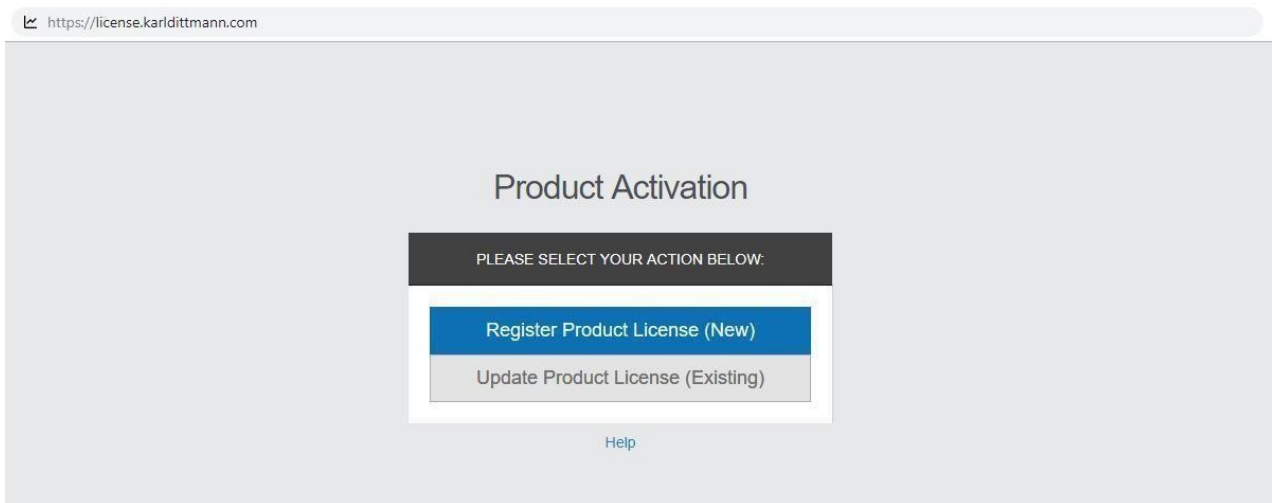 https://license.karldittmann.com
Product Activation
PLEASE SELECT YOUR ACTION BELOW:
Register Product License (New)
Update Product License (Existing)
Help